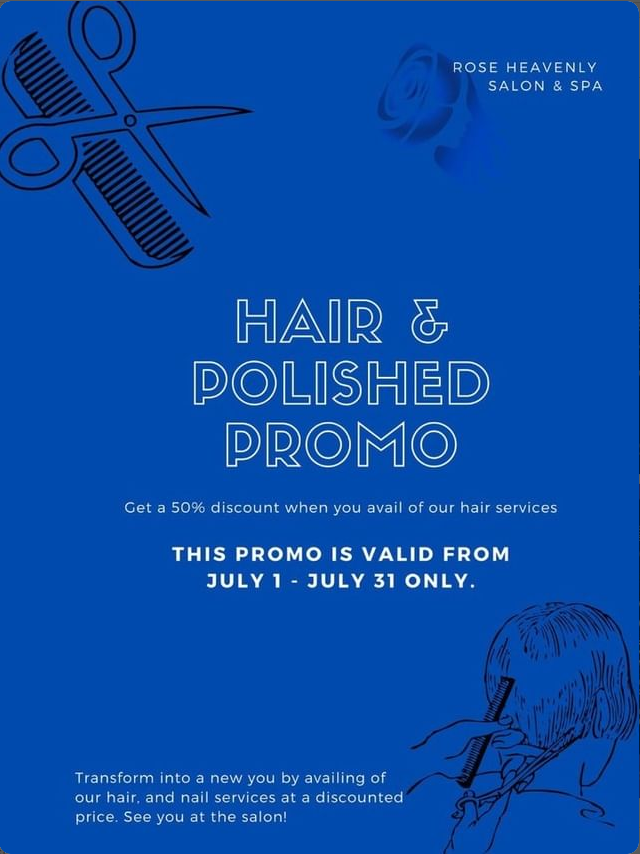 ROSE HEAVENLY
SALON & SPA
HAIR &
POLISHED
PROMO
Get a 50% discount when you avail of our hair services
THIS PROMO IS VALID FROM
JULY 1 - JULY 31 ONLY.
Transform into a new you by availing of
our hair, and nail services at a discounted
price. See you at the salon!